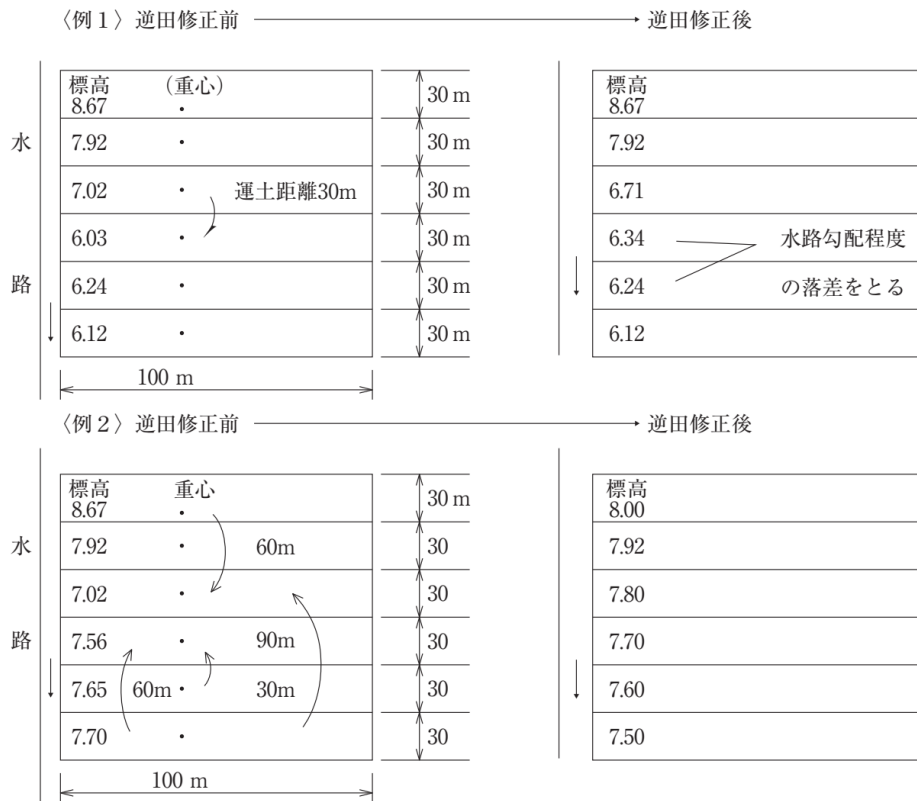 〈例１〉逆田修正前 逆田修正後
標高 (重心) 30 m 標高
8.67 8.67
水 7.92 30 m 7.92
7.02 運土距離30m 30 m 6.71
6.03 30 m 6.34 水路勾配程度
路 6.24 30 m 6.24 の落差をとる
6.12 30 m 6.12
100 m
〈例２〉逆田修正前 逆田修正後
標高 重心 30 m 標高
8.67 8.00
水 7.92 60m 30 7.92
7.02 30 7.80
路 7.56 90m 30 7.70
7.65 60m 30m 30 7.60
7.70 30 7.50
100 m